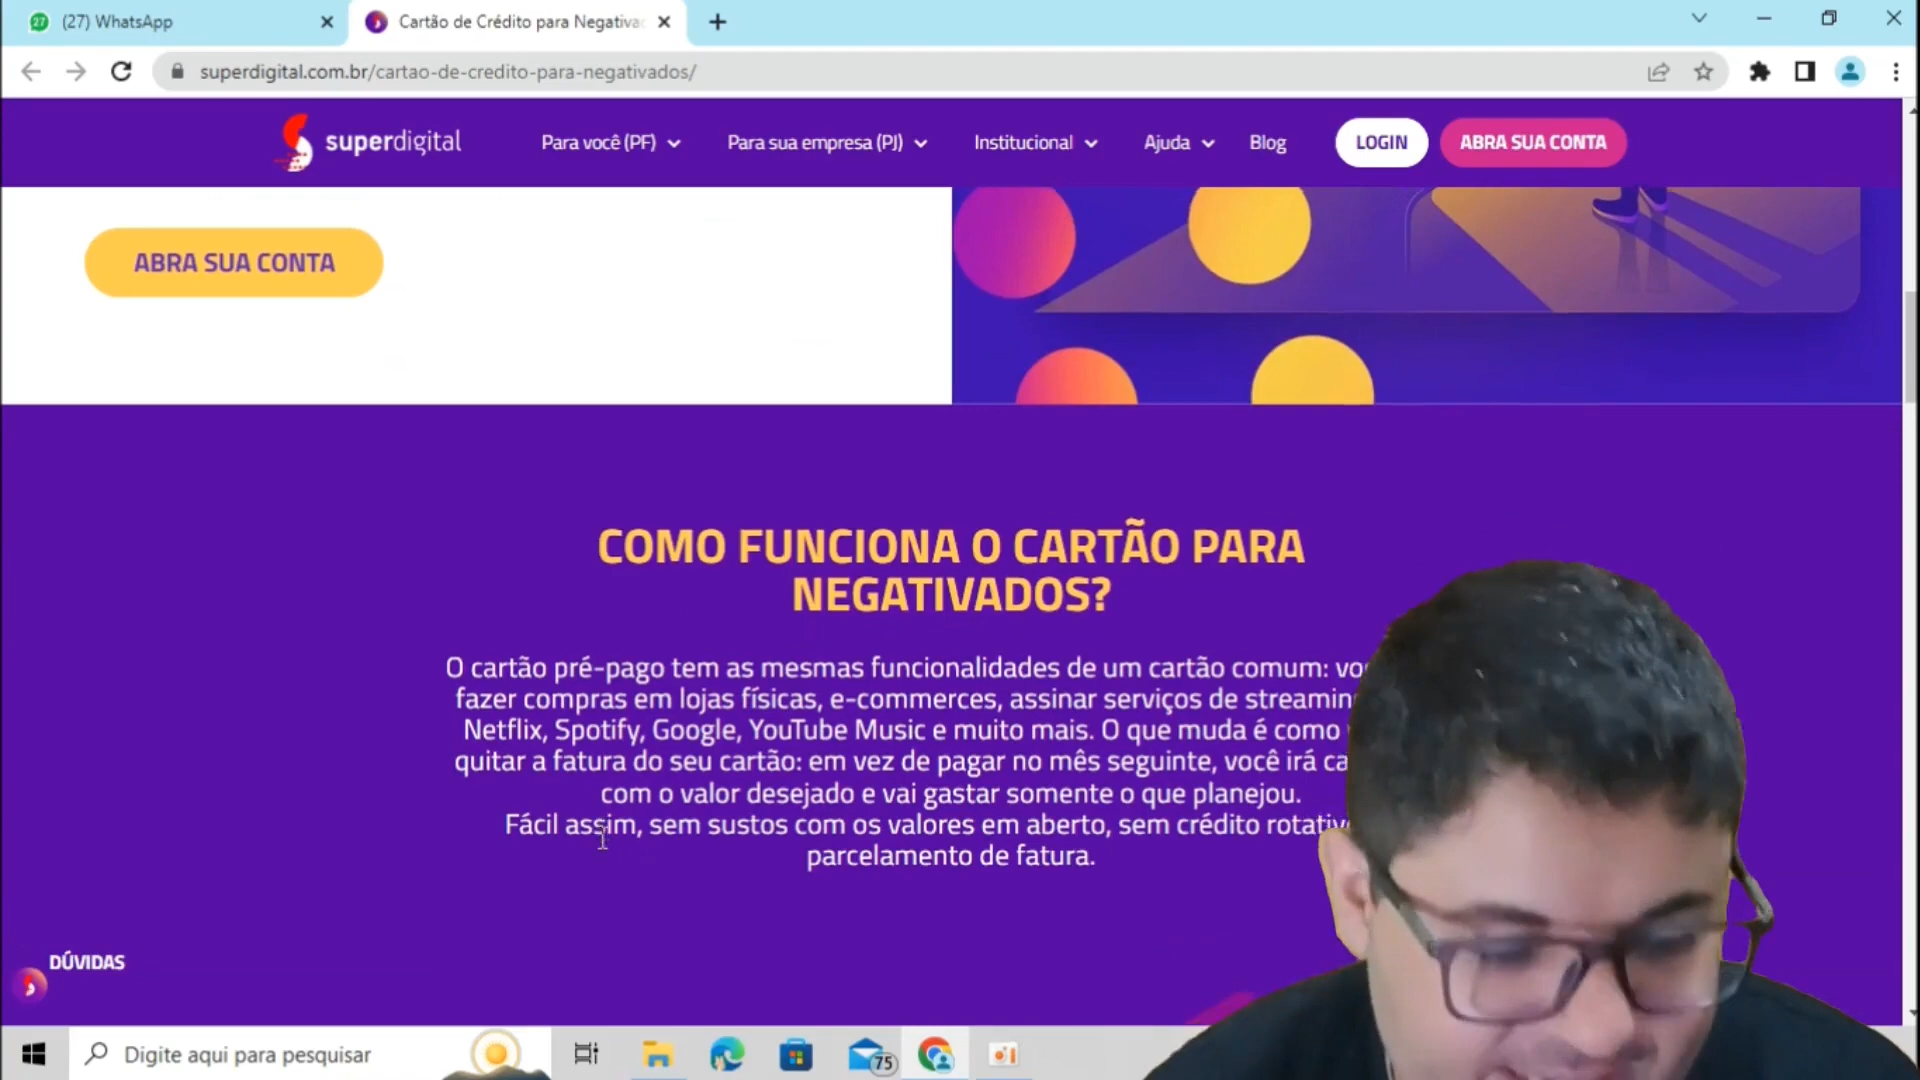 27
(27) WhatsApp
Cartão de Crédito para Negativa
superdigital.com.br/cartao-de-credito-para-negativados/
superdigital
Para você (PF)
Para sua empresa (PJ)
Institucional
Ajuda
Blog
LOGIN
ABRA SUA CONTA
ABRA SUA CONTA
COMO FUNCIONA O CARTÃO PARA
NEGATIVADOS?
O cartão pré-pago tem as mesmas funcionalidades de um cartão comum:
fazer compras em lojas físicas, e-commerces, assinar serviços de
Netflix, Spotify, Google, YouTube Music e muito mais. O que muda é como
quitar a fatura do seu cartão: em vez de pagar no mês seguinte, você irá
com o valor desejado e vai gastar somente o que planejou.
Fácil assim, sem sustos com os valores em aberto, sem crédito
parcelamento de fatura.
DÚVIDAS
Digite aqui para pesquisar
75